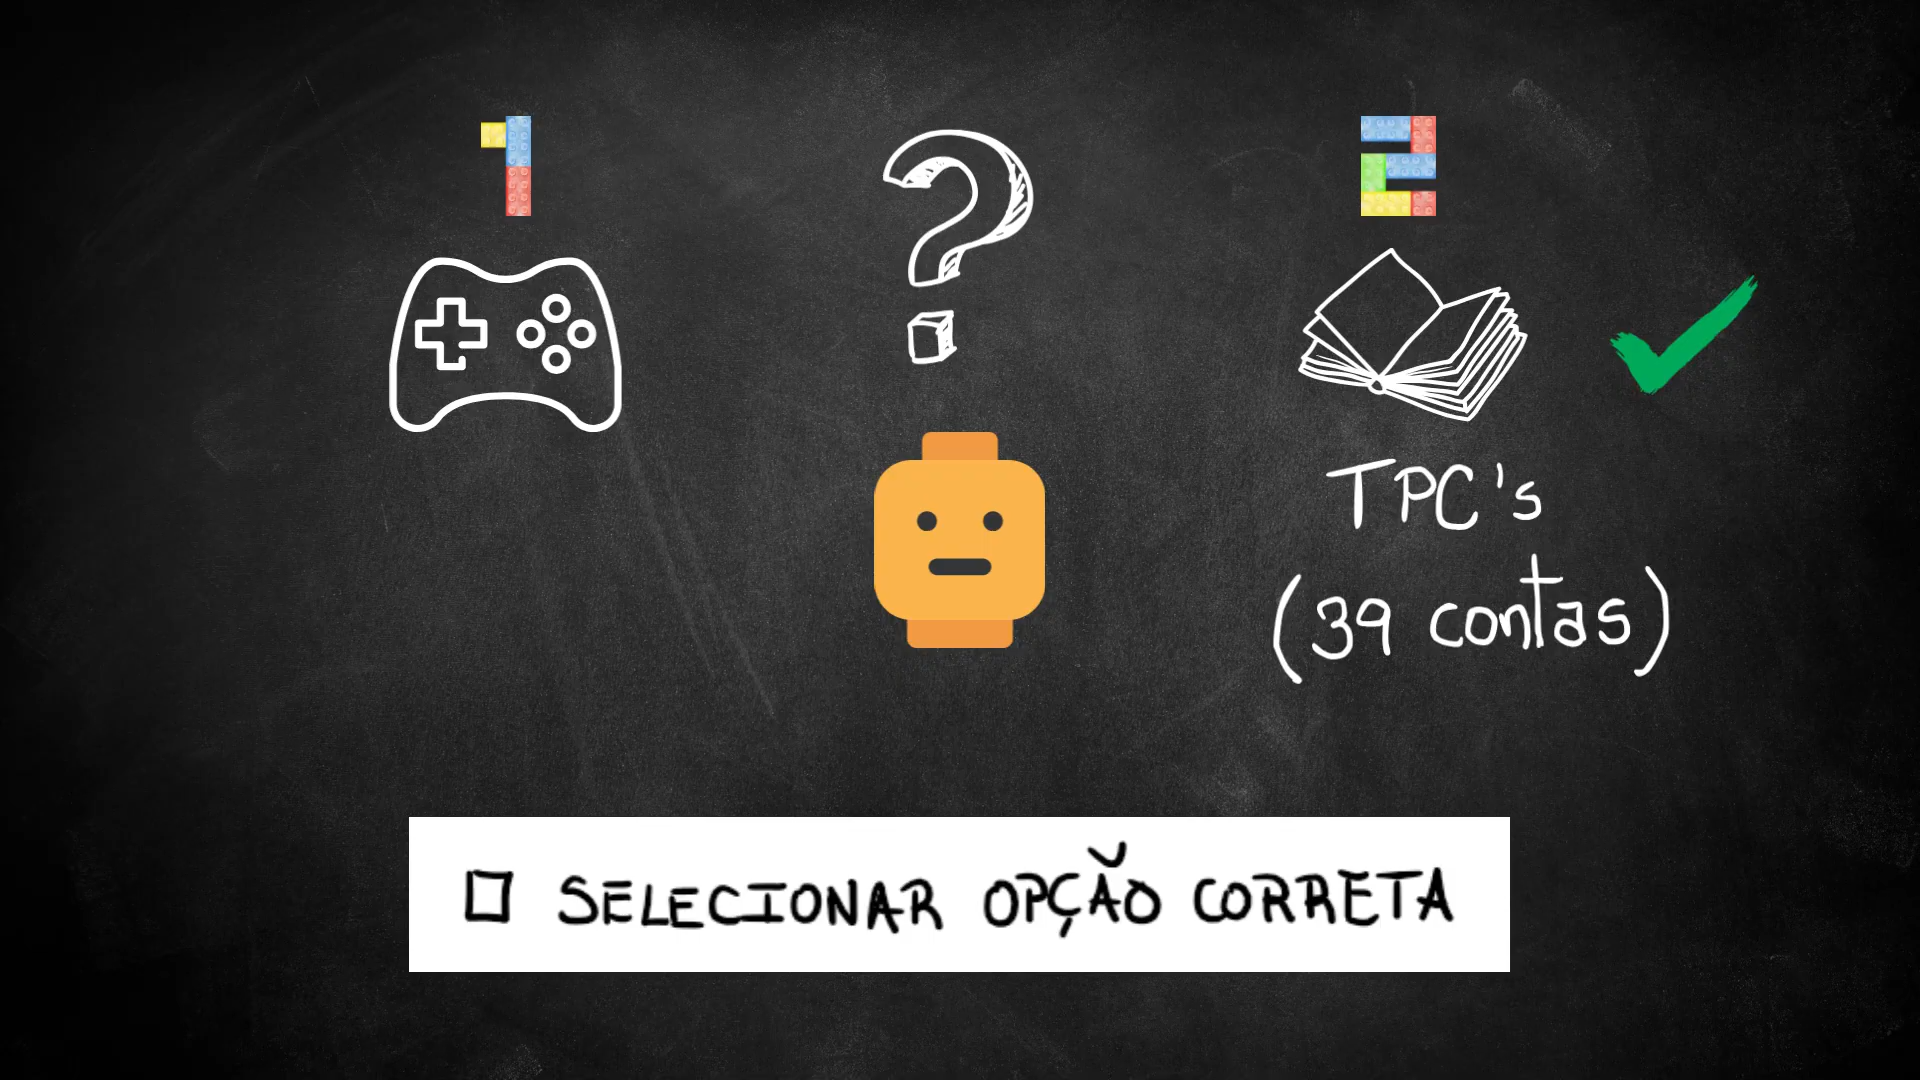 1
?
2
TPC's
(39 contas)
SELECIONAR OPÇÃO CORRETA